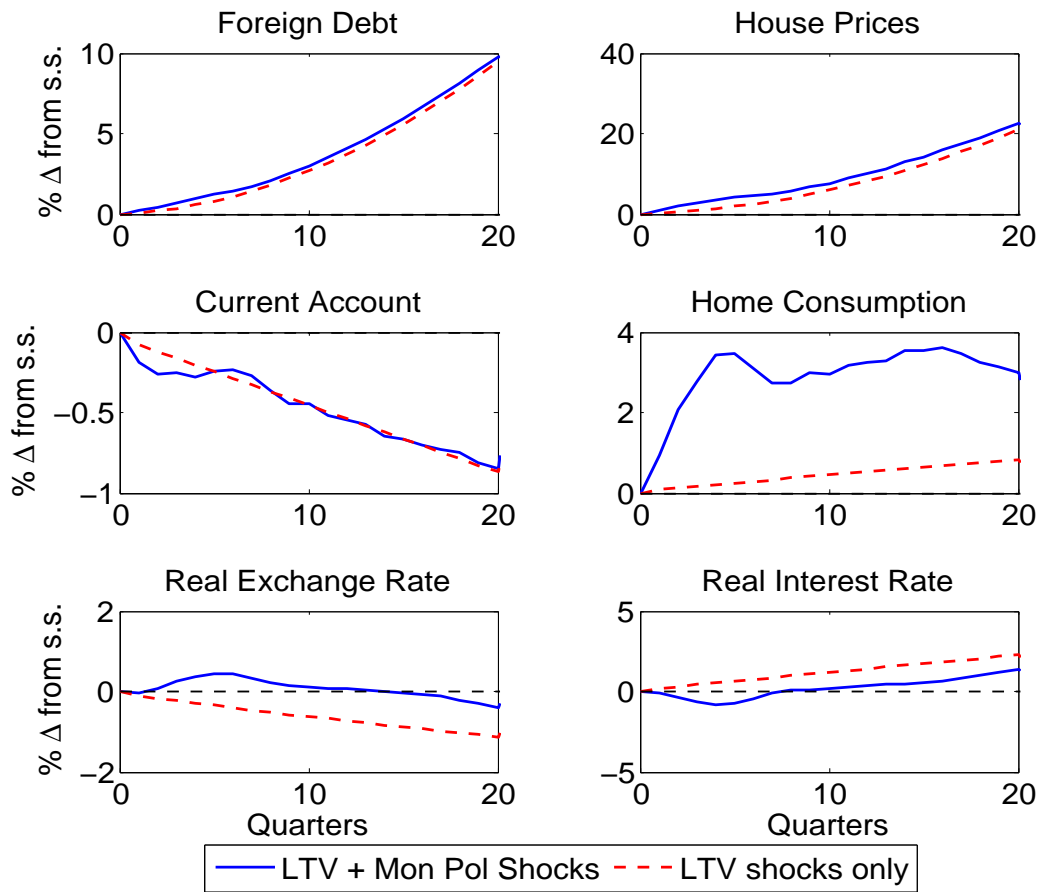 Foreign Debt
House Prices
% Δ from s.s.
10
5
0
0
10
20
40
20
0
0
10
20
Current Account
Home Consumption
% Δ from s.s.
0
−0.5
−1
0
10
20
4
2
0
0
10
20
Real Exchange Rate
Real Interest Rate
% Δ from s.s.
2
0
−2
0
10
20
Quarters
5
0
−5
0
10
20
Quarters
LTV + Mon Pol Shocks
LTV shocks only